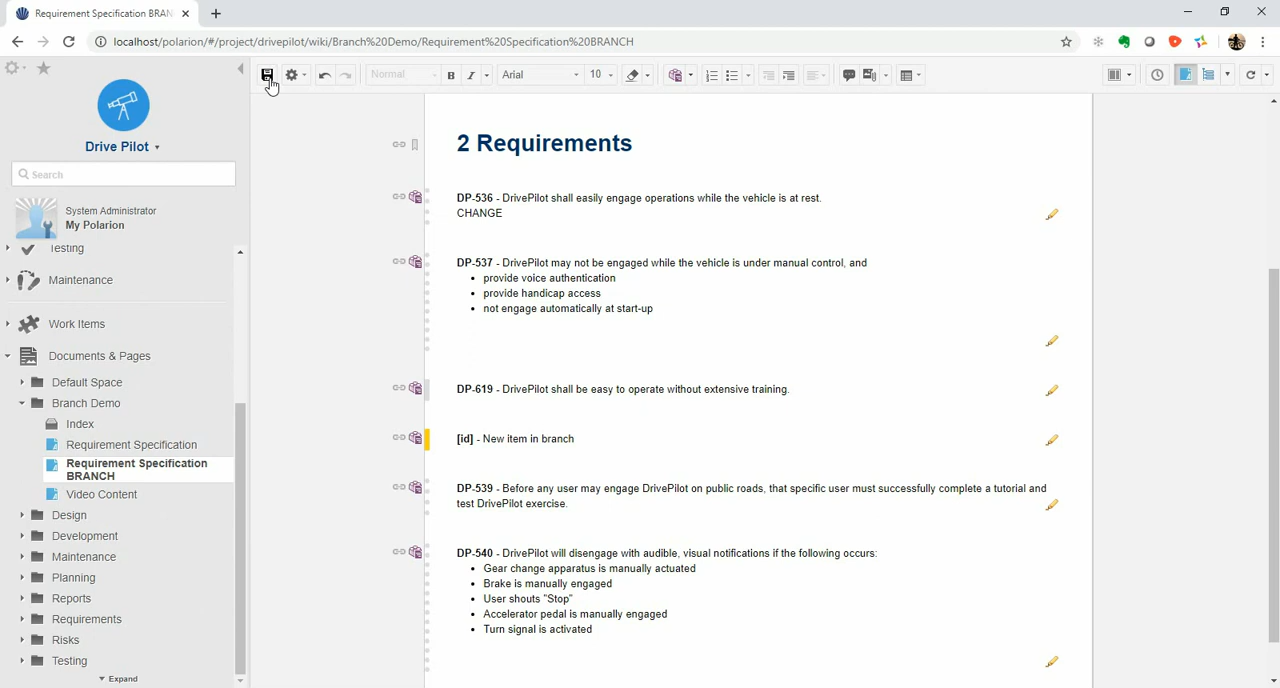 Requirement Specification BRAN
localhost/polarion/#/project/drivepilot/wiki/Branch%20Demo/Requirement%20Specification%20BRANCH
Normal
B
I
Arial
10
Drive Pilot
Search
System Administrator
My Polarion
Testing
Maintenance
Work Items
Documents & Pages
Default Space
Branch Demo
Index
Requirement Specification
Requirement Specification
BRANCH
Video Content
Design
Development
Maintenance
Planning
Reports
Requirements
Risks
Testing
Expand
2 Requirements
DP-536 - DrivePilot shall easily engage operations while the vehicle is at rest.
CHANGE
DP-537 - DrivePilot may not be engaged while the vehicle is under manual control, and
• provide voice authentication
• provide handicap access
• not engage automatically at start-up
DP-619 - DrivePilot shall be easy to operate without extensive training.
[id] - New item in branch
DP-539 - Before any user may engage DrivePilot on public roads, that specific user must successfully complete a tutorial and
test DrivePilot exercise.
DP-540 - DrivePilot will disengage with audible, visual notifications if the following occurs:
• Gear change apparatus is manually actuated
• Brake is manually engaged
• User shouts "Stop"
• Accelerator pedal is manually engaged
• Turn signal is activated